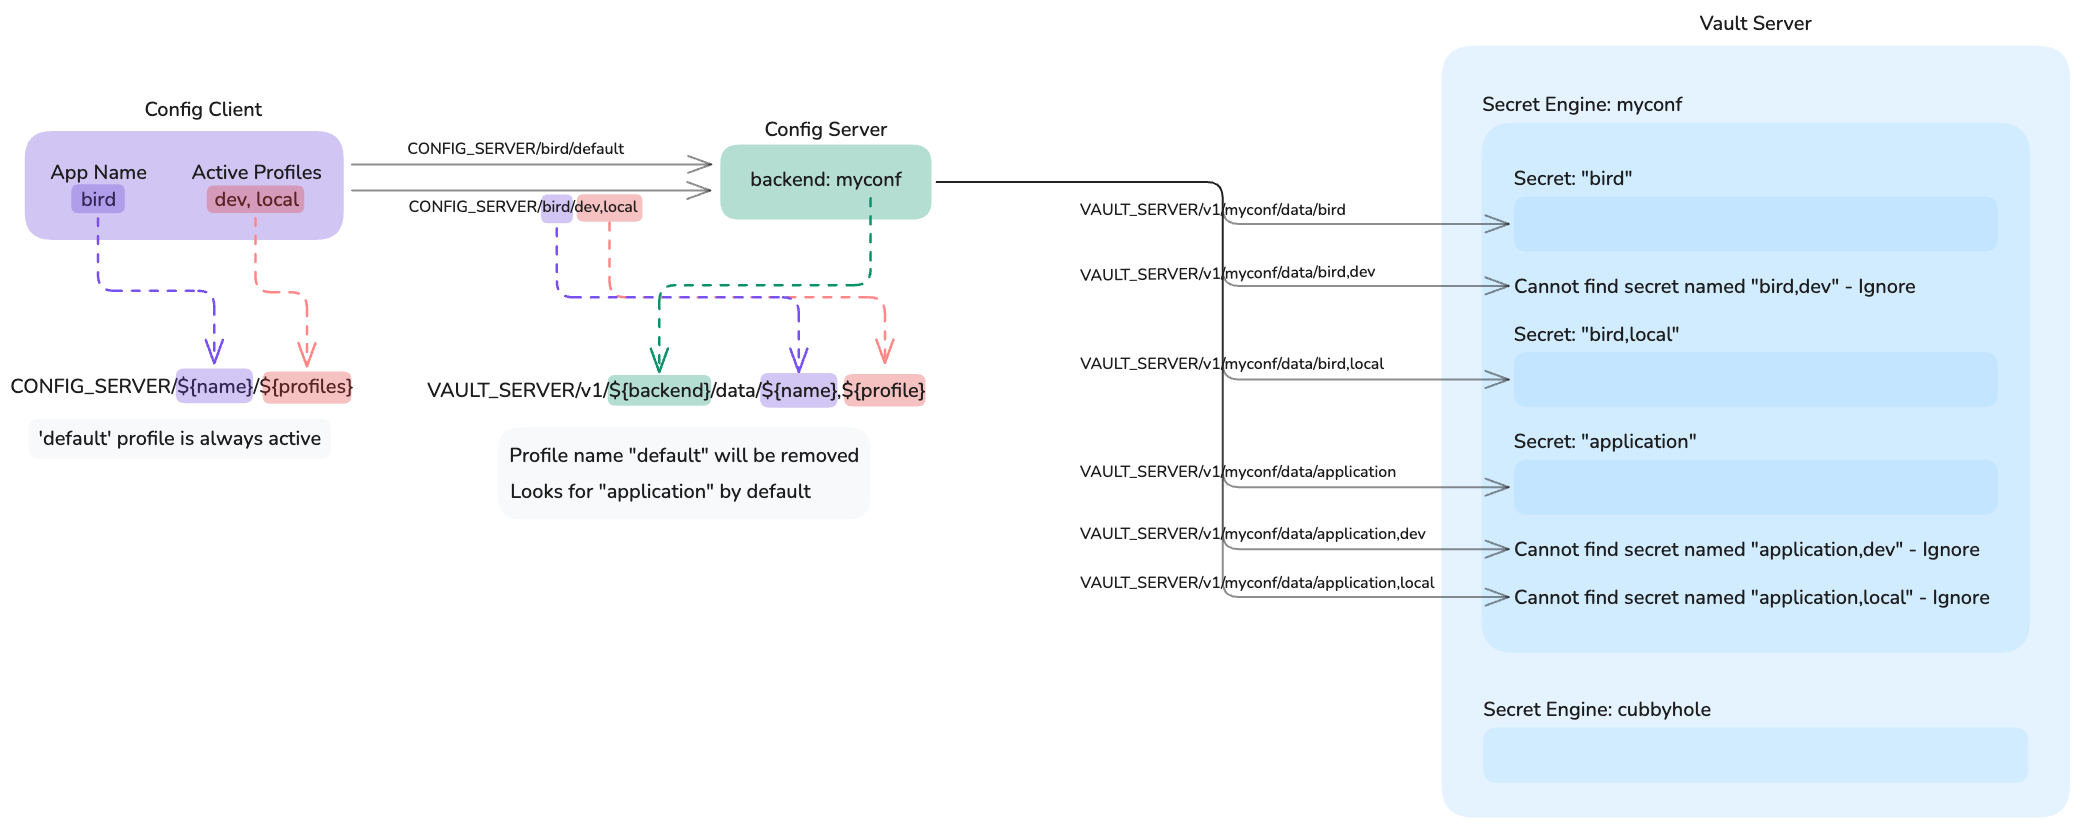 Vault Server
Config Client
App Name
bird
Active Profiles
dev, local
CONFIG_SERVER/bird/default
CONFIG_SERVER/bird/dev,local
Config Server
backend: myconf
CONFIG_SERVER/${name}/${profiles}
'default' profile is always active
VAULT_SERVER/v1/${backend}/data/${name},${profile}
Profile name "default" will be removed
Looks for "application" by default
VAULT_SERVER/v1/myconf/data/bird
VAULT_SERVER/v1/myconf/data/bird,dev
VAULT_SERVER/v1/myconf/data/bird,local
VAULT_SERVER/v1/myconf/data/application
VAULT_SERVER/v1/myconf/data/application,dev
VAULT_SERVER/v1/myconf/data/application,local
Secret Engine: myconf
Secret: "bird"
Cannot find secret named "bird,dev" - Ignore
Secret: "bird,local"
Secret: "application"
Cannot find secret named "application,dev" - Ignore
Cannot find secret named "application,local" - Ignore
Secret Engine: cubbyhole